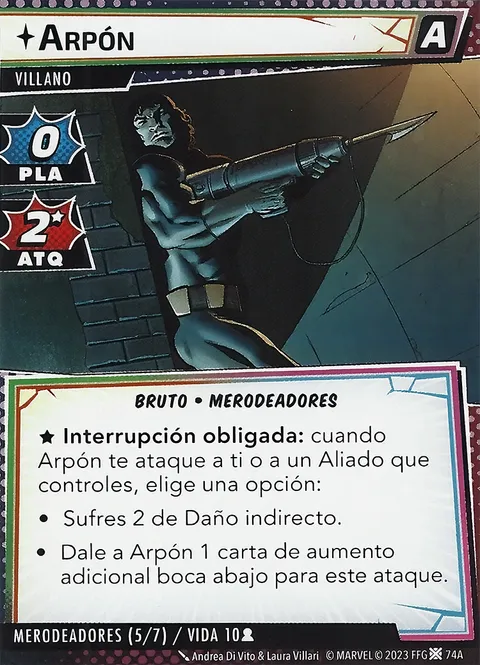 ARPÓN
A
VILLANO
0
PLA
2★
ATQ
BRUTO • MERODEADORES
★ Interrupción obligada: cuando
Arpón te ataque a ti o a un Aliado que
controles, elige una opción:
• Sufres 2 de Daño indirecto.
• Dale a Arpón 1 carta de aumento
adicional boca abajo para este ataque.
MERODEADORES (5/7) / VIDA 10
Andrea Di Vito & Laura Villari © MARVEL © 2023 FFG 74A